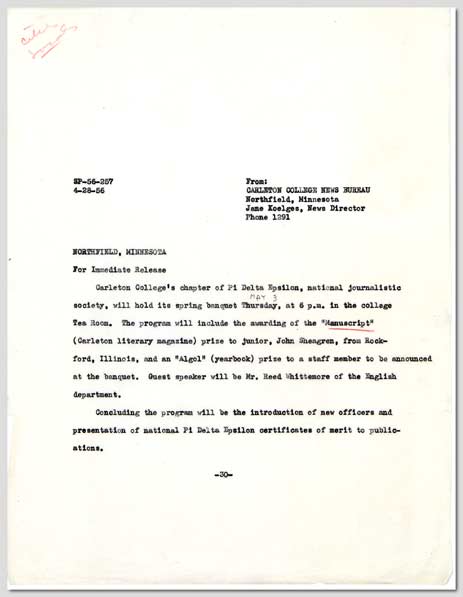 SP-56-257
4-28-56
From:
CARLETON COLLEGE NEWS BUREAU
Northfield, Minnesota
Jane Koelges, News Director
Phone 1291
NORTHFIELD, MINNESOTA
For Immediate Release
Carleton College's chapter of Pi Delta Epsilon, national journalistic
society, will hold its spring banquet Thursday, at 6 p.m. in the college
MAY 3
Tea Room. The program will include the awarding of the "Manuscript"
(Carleton literary magazine) prize to junior, John Sheagren, from Rock-
ford, Illinois, and an "Algol" (yearbook) prize to a staff member to be announced
at the banquet. Guest speaker will be Mr. Reed Whittemore of the English
department.
Concluding the program will be the introduction of new officers and
presentation of national Pi Delta Epsilon certificates of merit to public-
ations.
-30-